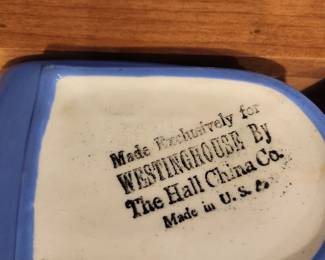 Made Exclusively for
WESTINGHOUSE By
The Hall China Co.
Made in U. S. A.